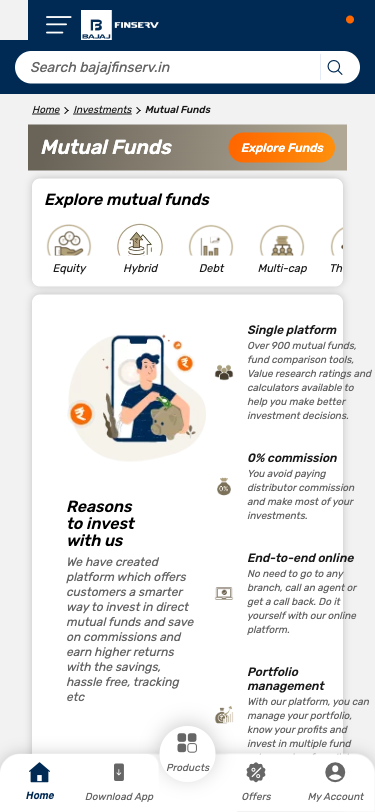 B
BAJAJ
FINSERV
Search bajajfinserv.in
Home > Investments > Mutual Funds
Mutual Funds
Explore Funds
Explore mutual funds
Equity
Hybrid
Debt
Multi-cap
Th
Single platform
Over 900 mutual funds,
fund comparison tools,
Value research ratings and
calculators available to
help you make better
investment decisions.
0%
0% commission
You avoid paying
distributor commission
and make most of your
investments.
End-to-end online
No need to go to any
branch, call an agent or
get a call back. Do it
yourself with our online
platform.
Portfolio
management
With our platform, you can
manage your portfolio,
know your profits and
invest in multiple fund
Reasons
to invest
with us
We have created
platform which offers
customers a smarter
way to invest in direct
mutual funds and save
on commissions and
earn higher returns
with the savings,
hassle free, tracking
etc
Home
Download App
Products
Offers
My Account